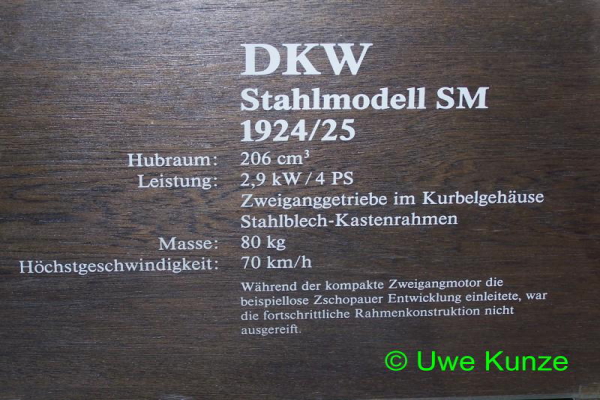 DKW
Stahlmodell SM
1924/25
Hubraum: 206 cm³
Leistung: 2,9 kW/4 PS
Zweiganggetriebe im Kurbelgehäuse
Stahlblech-Kastenrahmen
Masse: 80 kg
Höchstgeschwindigkeit: 70 km/h
Während der kompakte Zweigangmotor die
beispiellose Zschopauer Entwicklung einleitete, war
die fortschrittliche Rahmenkonstruktion nicht
ausgereift.
© Uwe Kunze